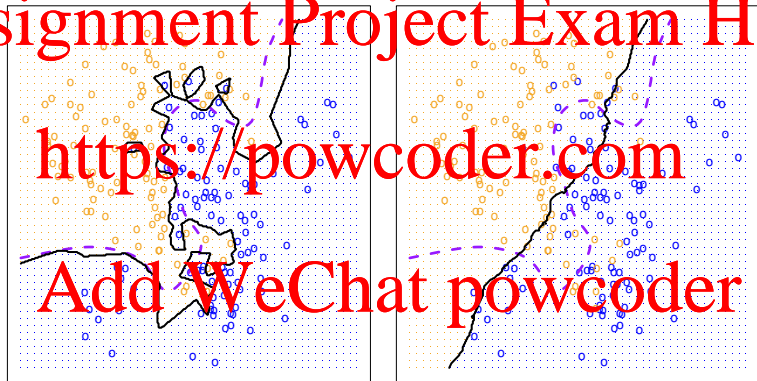 signment Project Exam H
https://powcoder.com
Add WeChat powcoder